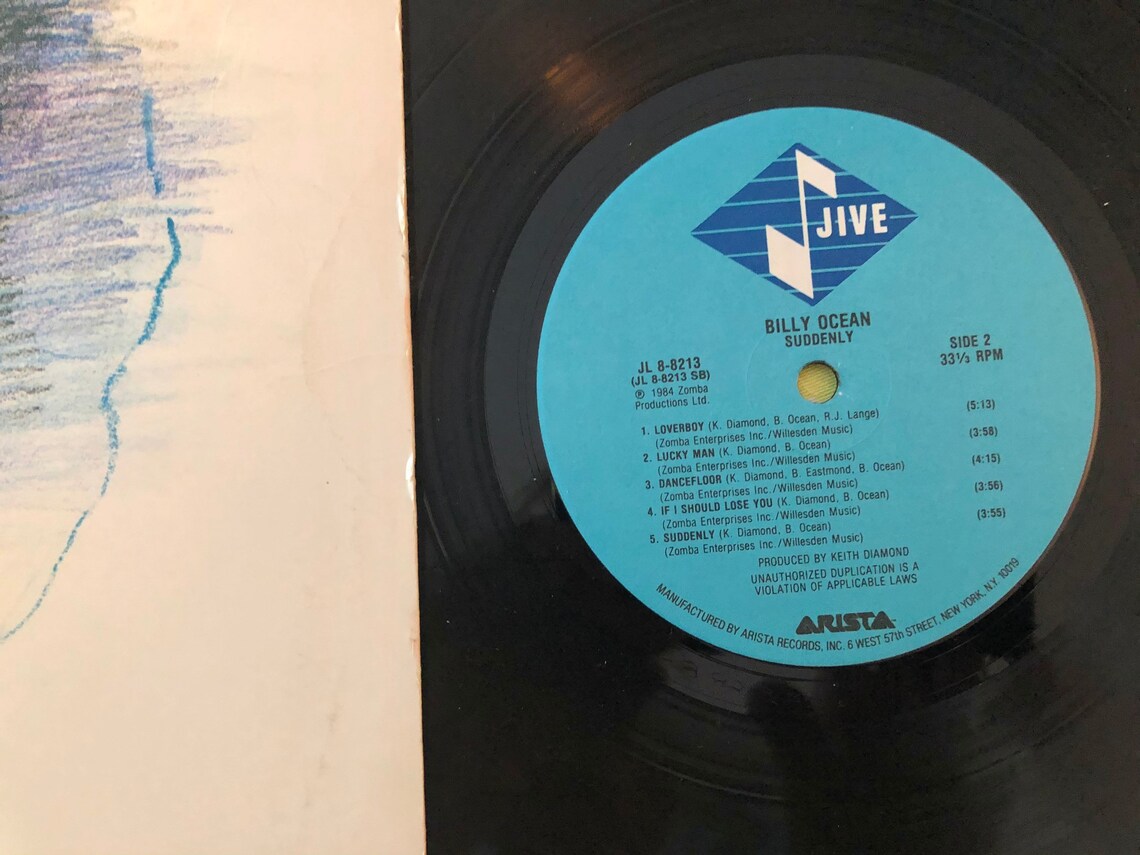 JIVE
BILLY OCEAN
SUDDENLY
JL 8-8213
(JL 8-8213 SB)
℗ 1984 Zomba
Productions Ltd.
SIDE 2
33⅓ RPM
1. LOVERBOY (K. Diamond, B. Ocean, R.J. Lange) (5:13)
(Zomba Enterprises Inc./Willesden Music)
2. LUCKY MAN (K. Diamond, B. Ocean) (3:58)
(Zomba Enterprises Inc./Willesden Music)
3. DANCEFLOOR (K. Diamond, B. Eastmond, B. Ocean) (4:15)
(Zomba Enterprises Inc./Willesden Music)
4. IF I SHOULD LOSE YOU (K. Diamond, B. Ocean) (3:56)
(Zomba Enterprises Inc./Willesden Music)
5. SUDDENLY (K. Diamond, B. Ocean) (3:55)
(Zomba Enterprises Inc./Willesden Music)
PRODUCED BY KEITH DIAMOND
UNAUTHORIZED DUPLICATION IS A
VIOLATION OF APPLICABLE LAWS
ARISTA
MANUFACTURED BY ARISTA RECORDS, INC. 6 WEST 57th STREET, NEW YORK, N.Y. 10019